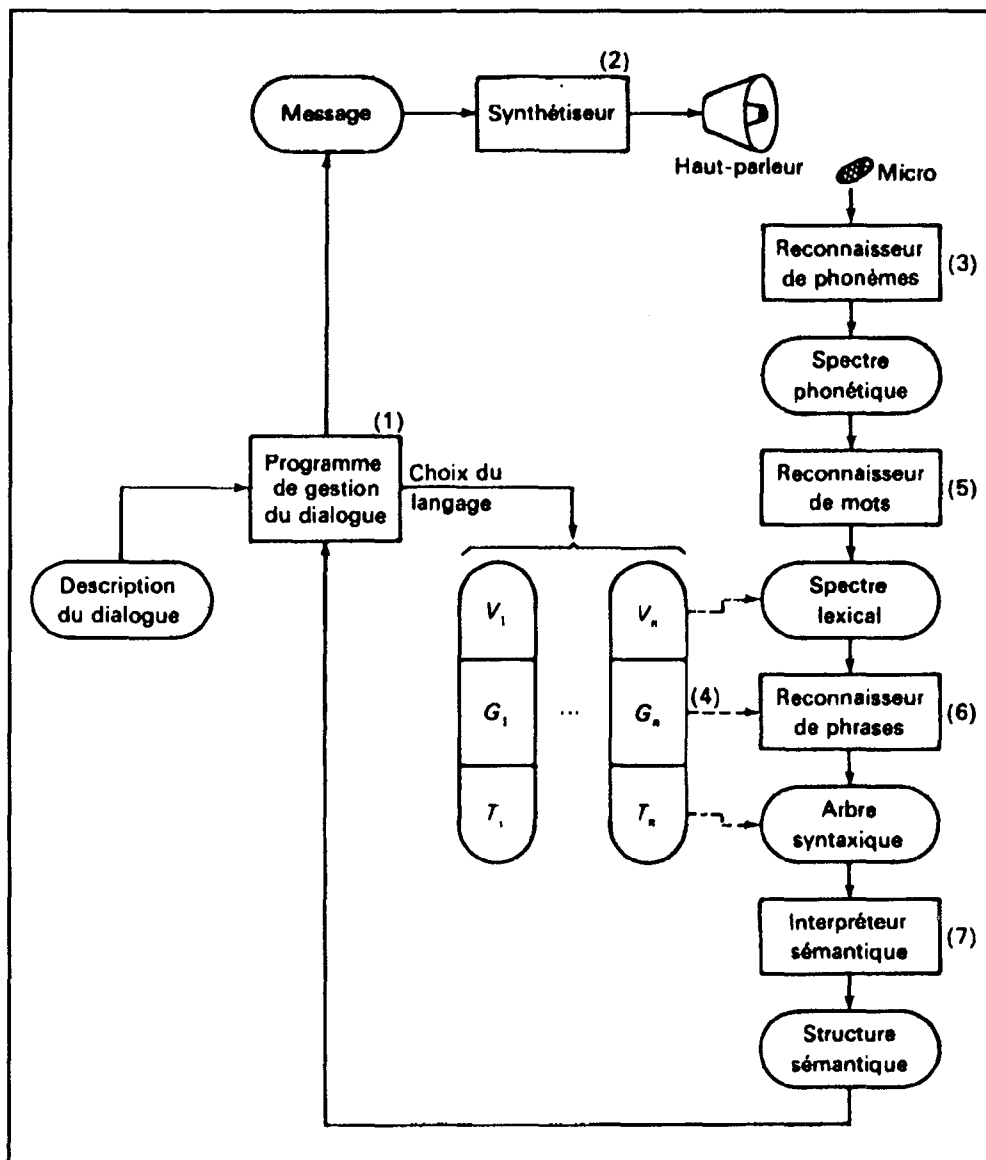 (2)
Message
Synthétiseur
Haut-parleur
Micro
Reconnaisseur
de phonèmes
(3)
Spectre
phonétique
(1)
Programme
de gestion
du dialogue
Choix du
langage
Reconnaisseur
de mots
(5)
Description
du dialogue
V₁
Vₙ
Spectre
lexical
G₁
...
Gₙ
(4)
Reconnaisseur
de phrases
(6)
T₁
Tₙ
Arbre
syntaxique
Interpréteur
sémantique
(7)
Structure
sémantique